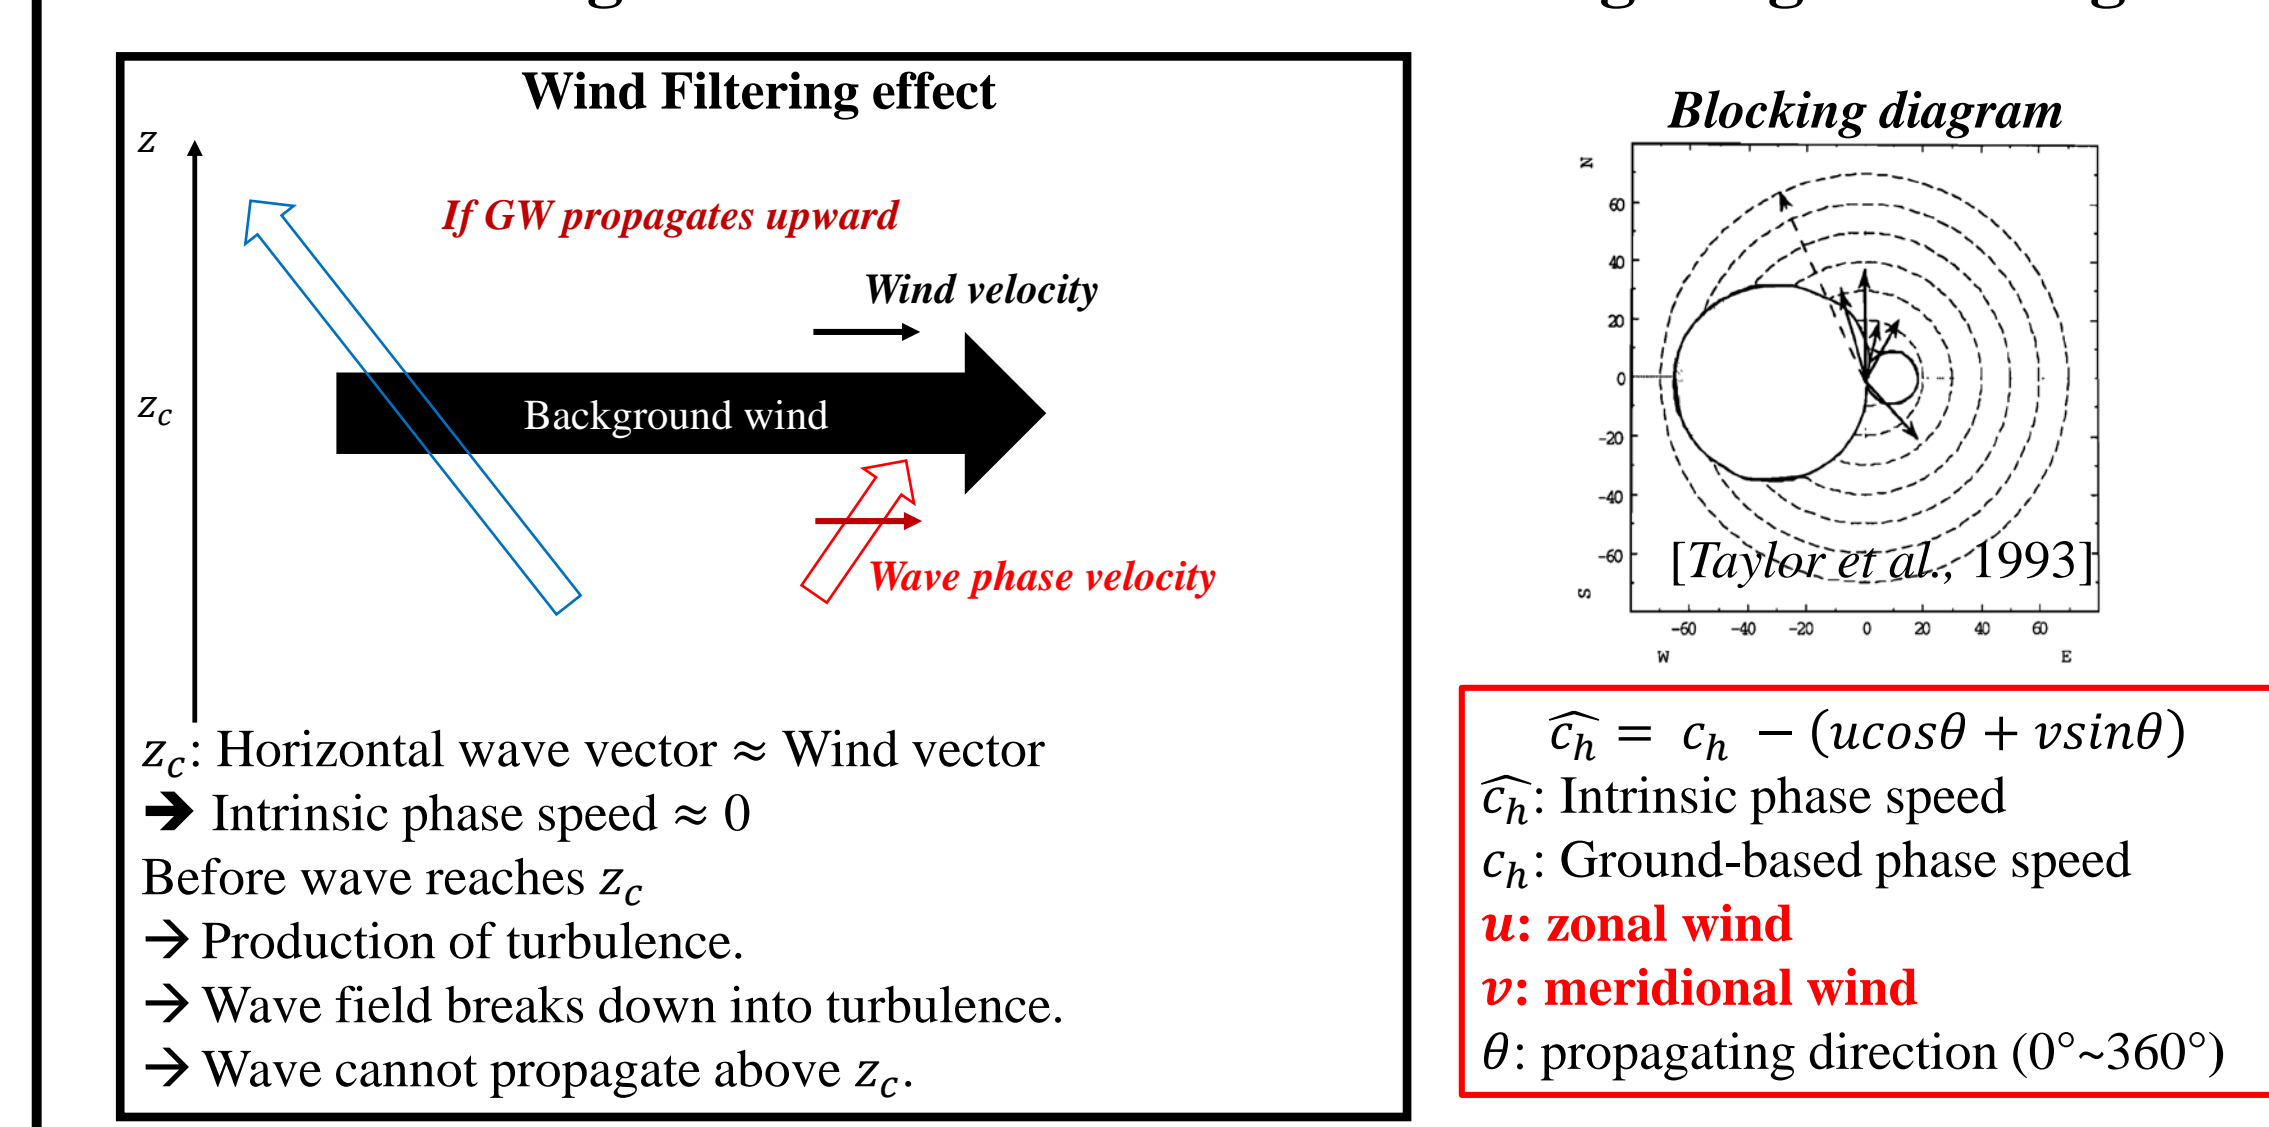 Wind Filtering effect
z
If GW propagates upward
Wind velocity
z_c
Background wind
Wave phase velocity
z_c: Horizontal wave vector ≈ Wind vector
➔ Intrinsic phase speed ≈ 0
Before wave reaches z_c
→ Production of turbulence.
→ Wave field breaks down into turbulence.
→ Wave cannot propagate above z_c.
Blocking diagram
N
60
40
20
0
-20
-40
-60
S
[Taylor et al., 1993]
-60 -40 -20 0 20 40 60
W E
\widehat{c_h} = c_h − (ucosθ + vsinθ)
\widehat{c_h}: Intrinsic phase speed
c_h: Ground-based phase speed
u: zonal wind
v: meridional wind
θ: propagating direction (0°~360°)